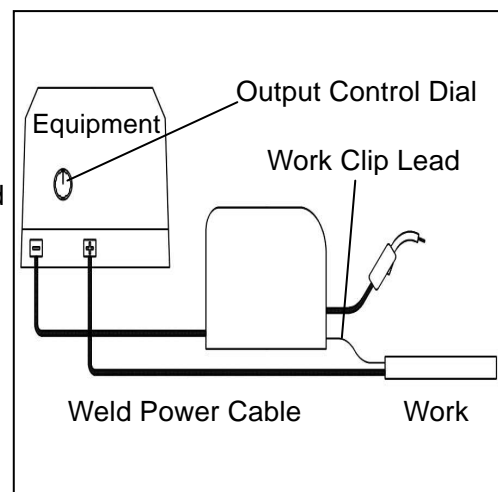 Output Control Dial
Equipment
Work Clip Lead
d
- +
Weld Power Cable Work